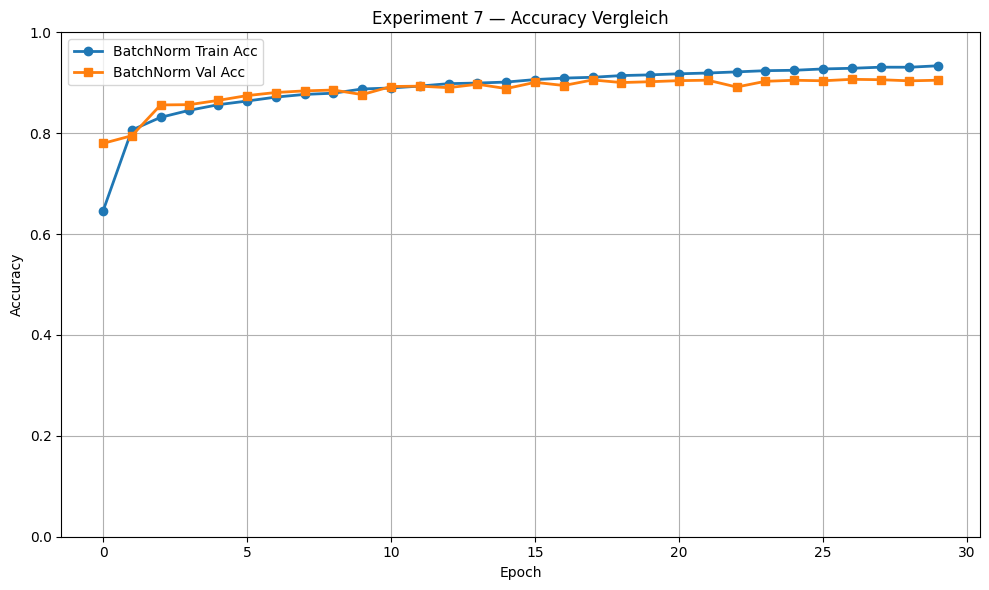 Experiment 7 — Accuracy Vergleich
BatchNorm Train Acc
BatchNorm Val Acc
Accuracy
1.0
0.8
0.6
0.4
0.2
0.0
0 5 10 15 20 25 30
Epoch